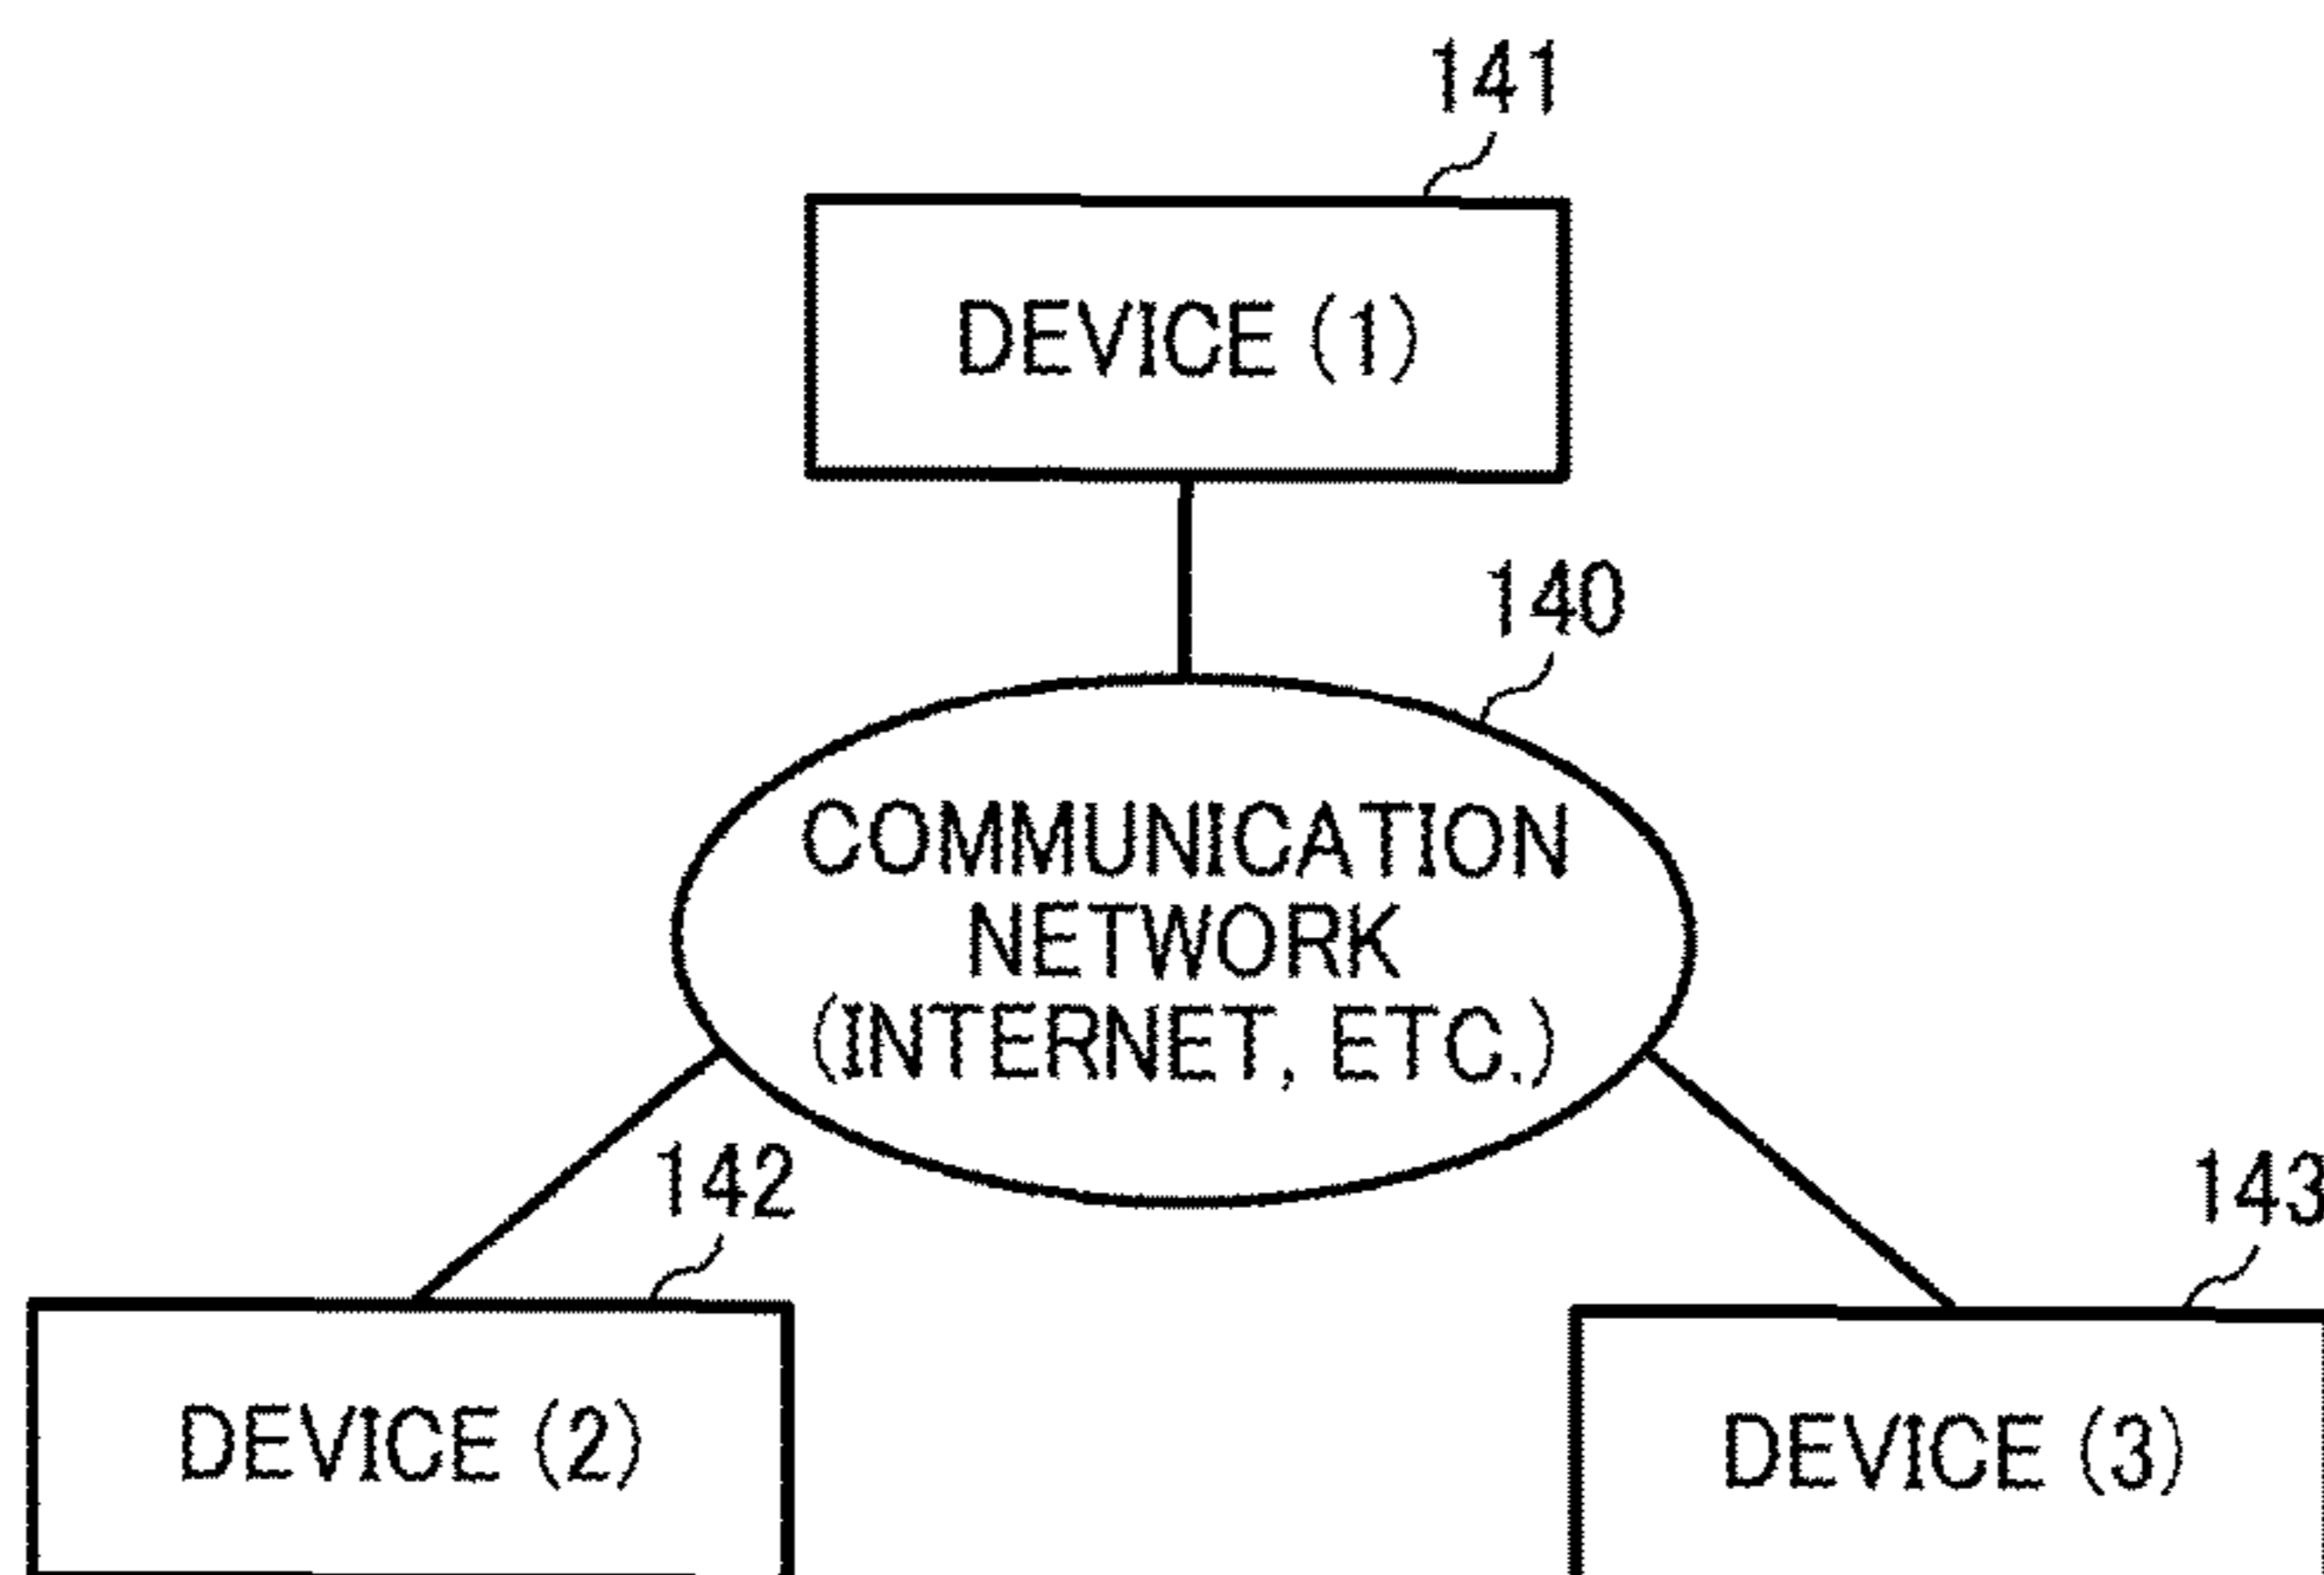 141
DEVICE (1)
140
COMMUNICATION
NETWORK
(INTERNET, ETC.)
142
143
DEVICE (2)
DEVICE (3)